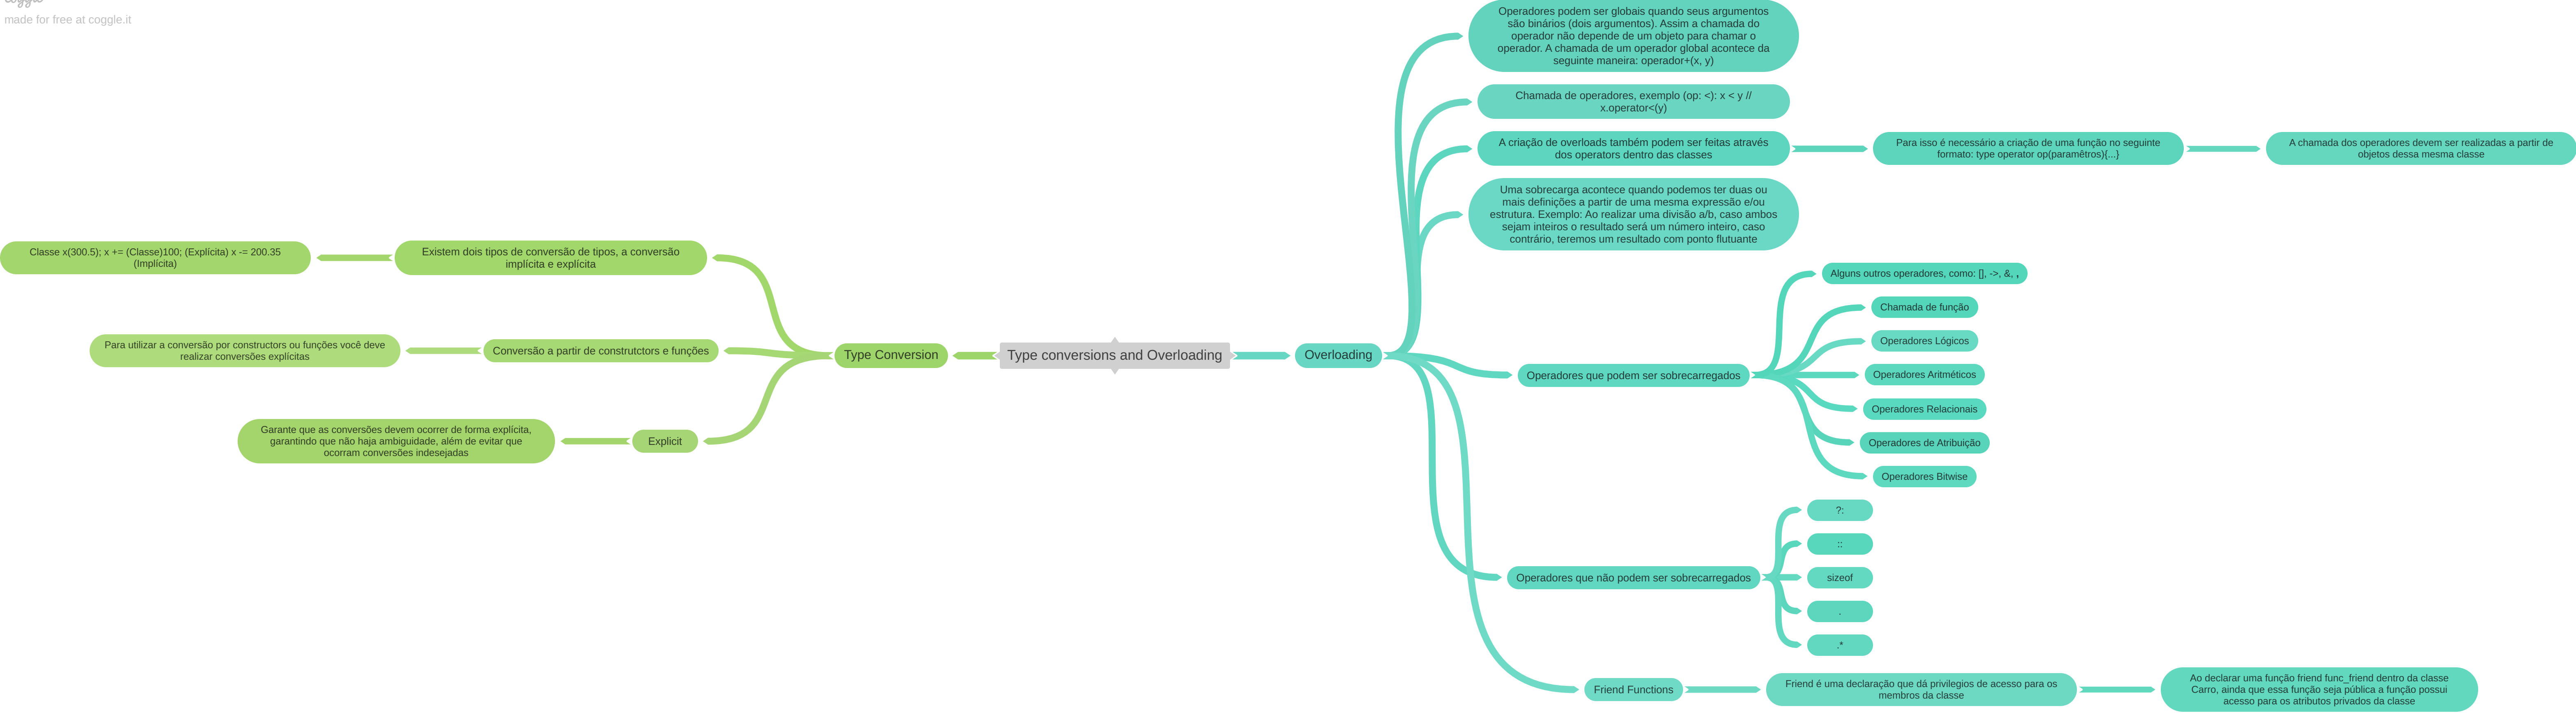 coggle
made for free at coggle.it
Operadores podem ser globais quando seus argumentos
são binários (dois argumentos). Assim a chamada do
operador não depende de um objeto para chamar o
operador. A chamada de um operador global acontece da
seguinte maneira: operador+(x, y)
Chamada de operadores, exemplo (op: <): x < y //
x.operator<(y)
A criação de overloads também podem ser feitas através
dos operators dentro das classes
Para isso é necessário a criação de uma função no seguinte
formato: type operator op(paramêtros){...}
A chamada dos operadores devem ser realizadas a partir de
objetos dessa mesma classe
Uma sobrecarga acontece quando podemos ter duas ou
mais definições a partir de uma mesma expressão e/ou
estrutura. Exemplo: Ao realizar uma divisão a/b, caso ambos
sejam inteiros o resultado será um número inteiro, caso
contrário, teremos um resultado com ponto flutuante
Classe x(300.5); x += (Classe)100; (Explícita) x -= 200.35
(Implícita)
Existem dois tipos de conversão de tipos, a conversão
implícita e explícita
Para utilizar a conversão por constructors ou funções você deve
realizar conversões explícitas
Conversão a partir de construtctors e funções
Garante que as conversões devem ocorrer de forma explícita,
garantindo que não haja ambiguidade, além de evitar que
ocorram conversões indesejadas
Explicit
Type Conversion
Type conversions and Overloading
Overloading
Operadores que podem ser sobrecarregados
Alguns outros operadores, como: [], ->, &, ,
Chamada de função
Operadores Lógicos
Operadores Aritméticos
Operadores Relacionais
Operadores de Atribuição
Operadores Bitwise
Operadores que não podem ser sobrecarregados
?:
::
sizeof
.
.*
Friend Functions
Friend é uma declaração que dá privilegios de acesso para os
membros da classe
Ao declarar uma função friend func_friend dentro da classe
Carro, ainda que essa função seja pública a função possui
acesso para os atributos privados da classe